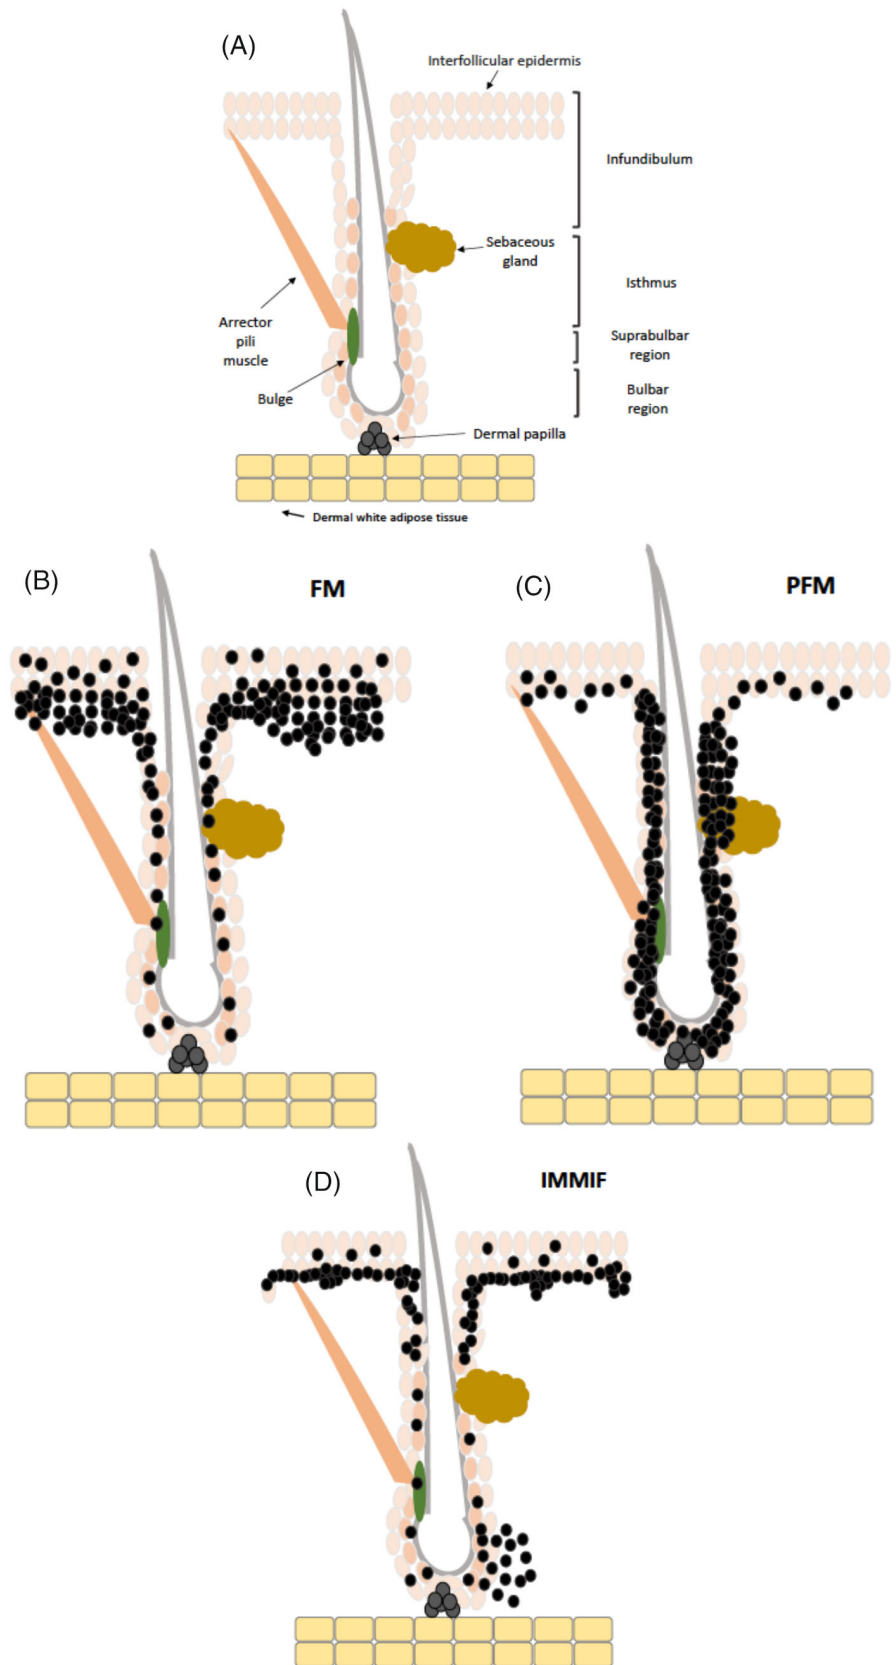 (A)
Interfollicular epidermis
Infundibulum
Sebaceous
gland
Isthmus
Arrector
pili
muscle
Suprabulbar
region
Bulge
Bulbar
region
Dermal papilla
Dermal white adipose tissue
(B)
FM
(C)
PFM
(D)
IMMIF